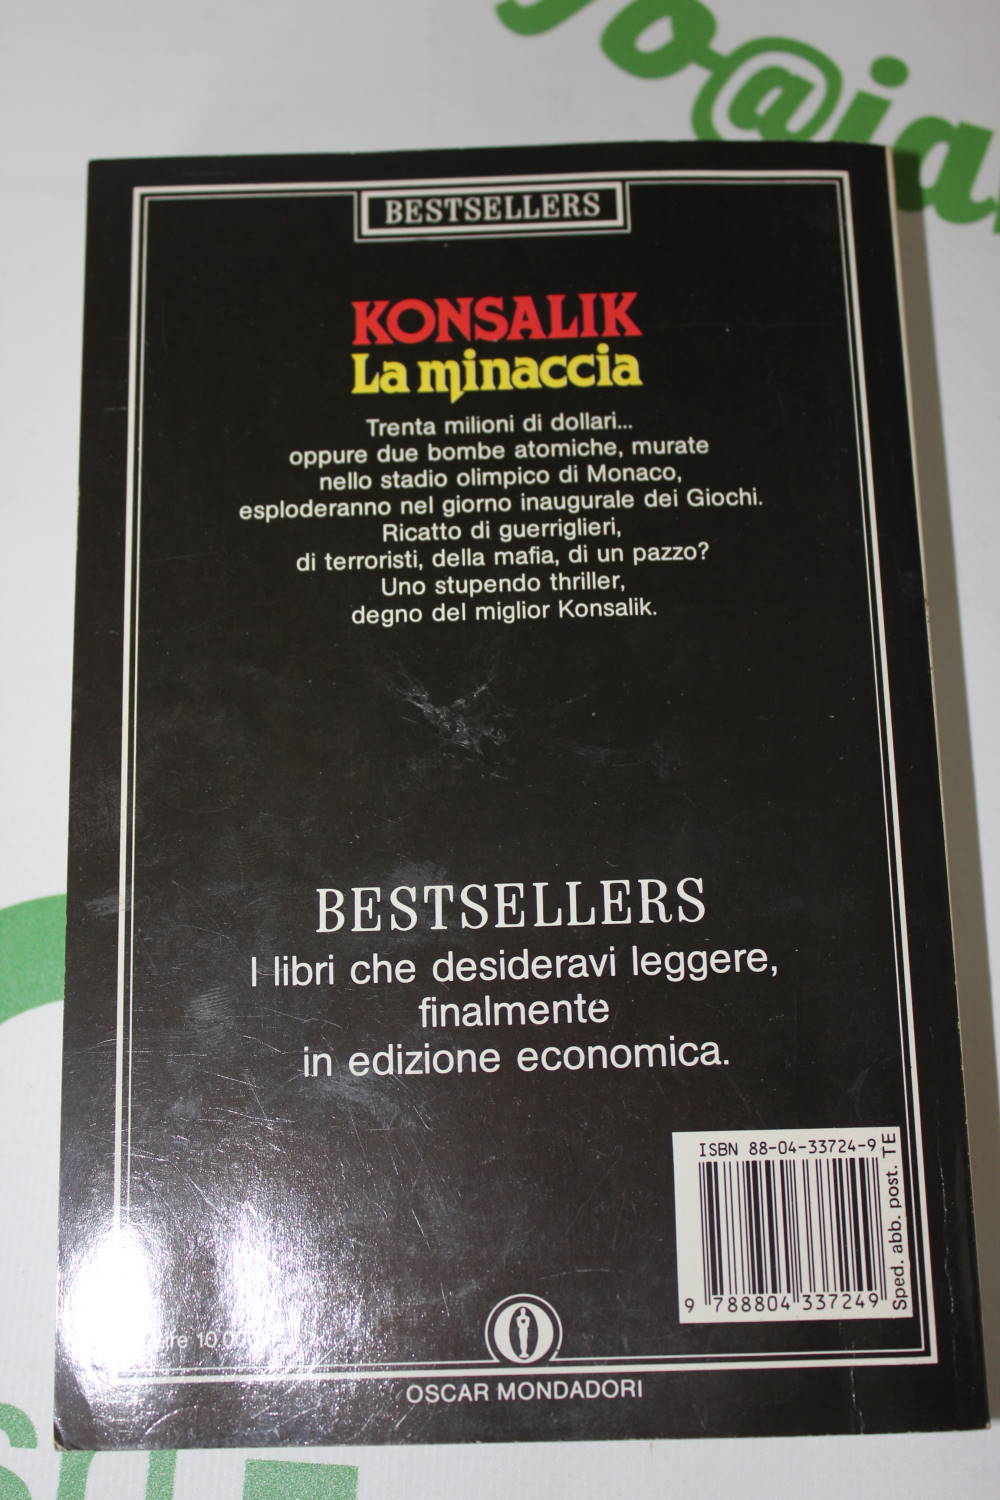 BESTSELLERS
KONSALIK
La minaccia
Trenta milioni di dollari...
oppure due bombe atomiche, murate
nello stadio olimpico di Monaco,
esploderanno nel giorno inaugurale dei Giochi.
Ricatto di guerriglieri,
di terroristi, della mafia, di un pazzo?
Uno stupendo thriller,
degno del miglior Konsalik.
BESTSELLERS
I libri che desideravi leggere,
finalmente
in edizione economica.
ISBN 88-04-33724-9
9 788804 337249
Sped. abb. post. TE
OSCAR MONDADORI